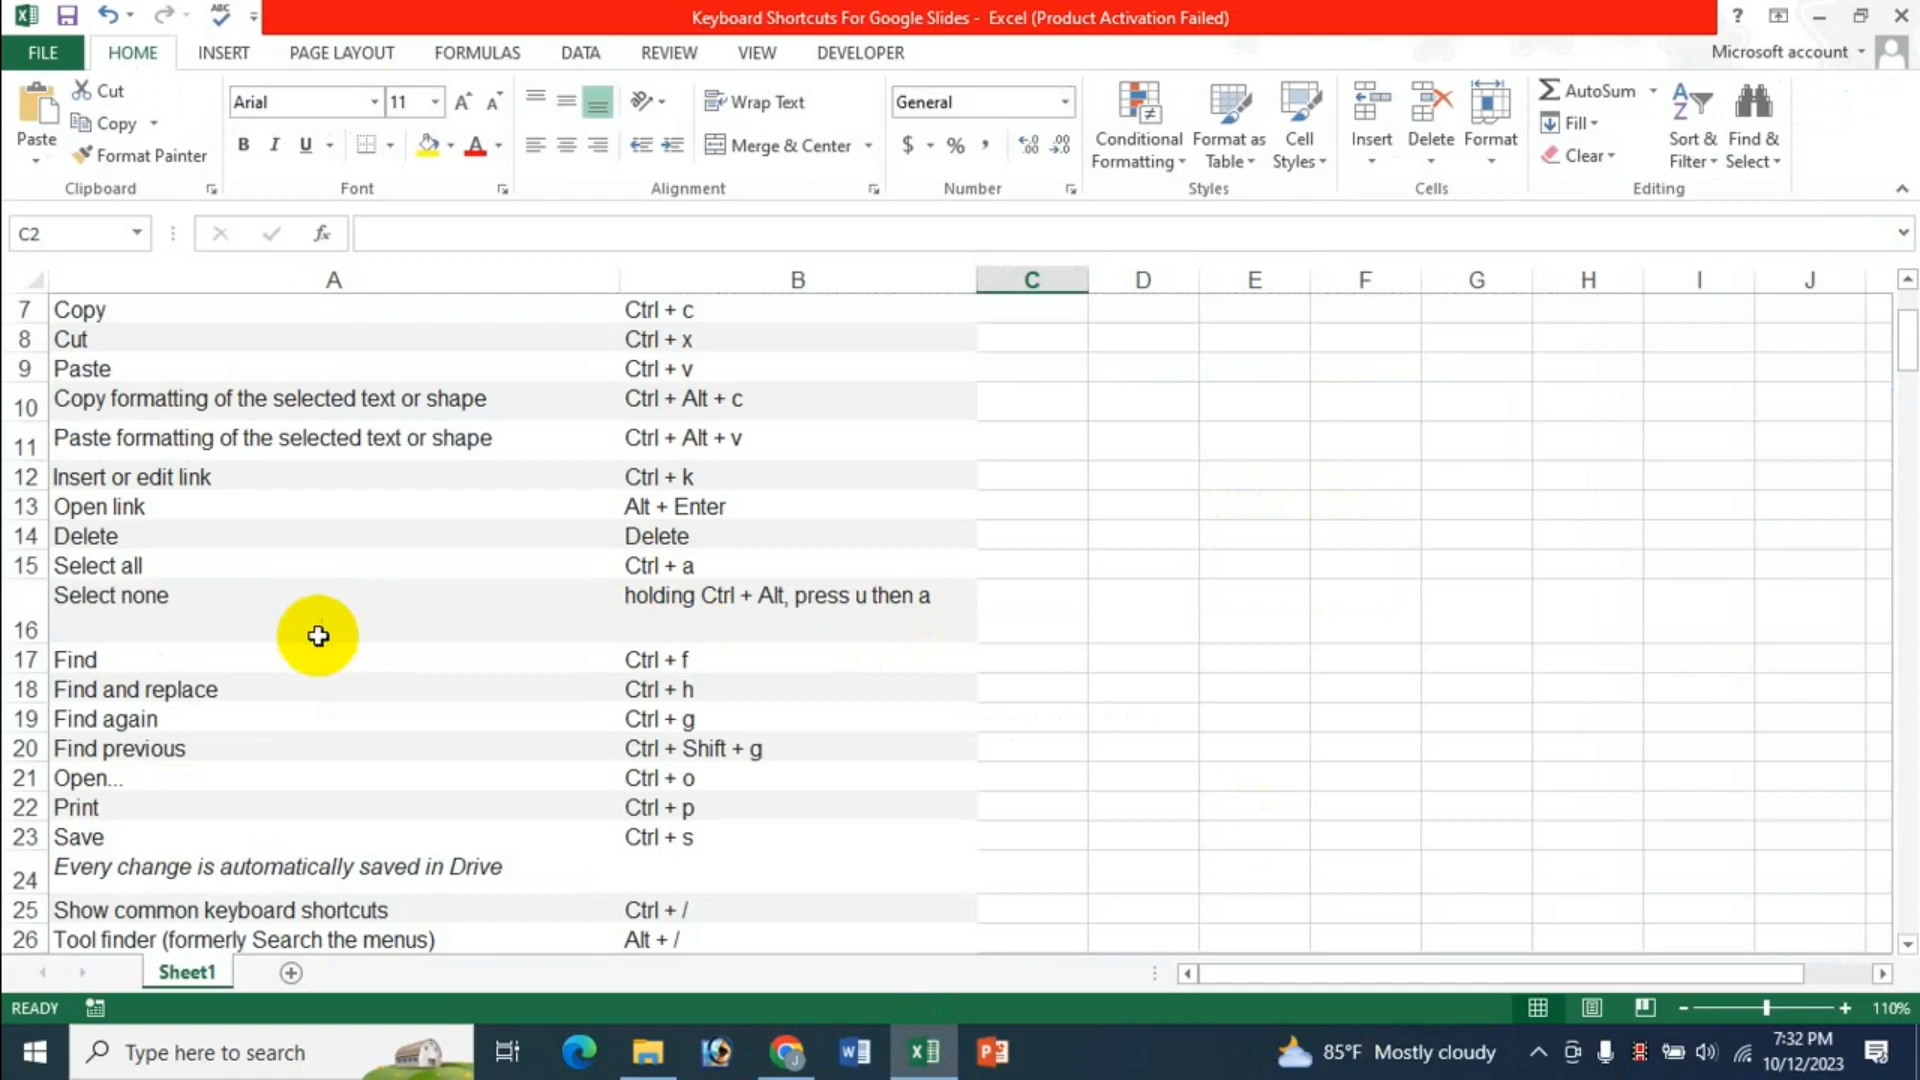 Keyboard Shortcuts For Google Slides - Excel (Product Activation Failed)
FILE HOME INSERT PAGE LAYOUT FORMULAS DATA REVIEW VIEW DEVELOPER Microsoft account
Paste Cut Copy Format Painter
Clipboard
Arial 11
B I U A
Font
Wrap Text
Merge & Center
Alignment
General
$ % ,
Number
Conditional Formatting Format as Table Cell Styles
Styles
Insert Delete Format
Cells
AutoSum Fill Clear Sort & Filter Find & Select
Editing
C2 fx
A B C D E F G H I J
7 Copy Ctrl + c
8 Cut Ctrl + x
9 Paste Ctrl + v
10 Copy formatting of the selected text or shape Ctrl + Alt + c
11 Paste formatting of the selected text or shape Ctrl + Alt + v
12 Insert or edit link Ctrl + k
13 Open link Alt + Enter
14 Delete Delete
15 Select all Ctrl + a
16 Select none holding Ctrl + Alt, press u then a
17 Find Ctrl + f
18 Find and replace Ctrl + h
19 Find again Ctrl + g
20 Find previous Ctrl + Shift + g
21 Open... Ctrl + o
22 Print Ctrl + p
23 Save Ctrl + s
24 Every change is automatically saved in Drive
25 Show common keyboard shortcuts Ctrl + /
26 Tool finder (formerly Search the menus) Alt + /
Sheet1
READY 110%
Type here to search 85°F Mostly cloudy 7:32 PM
10/12/2023